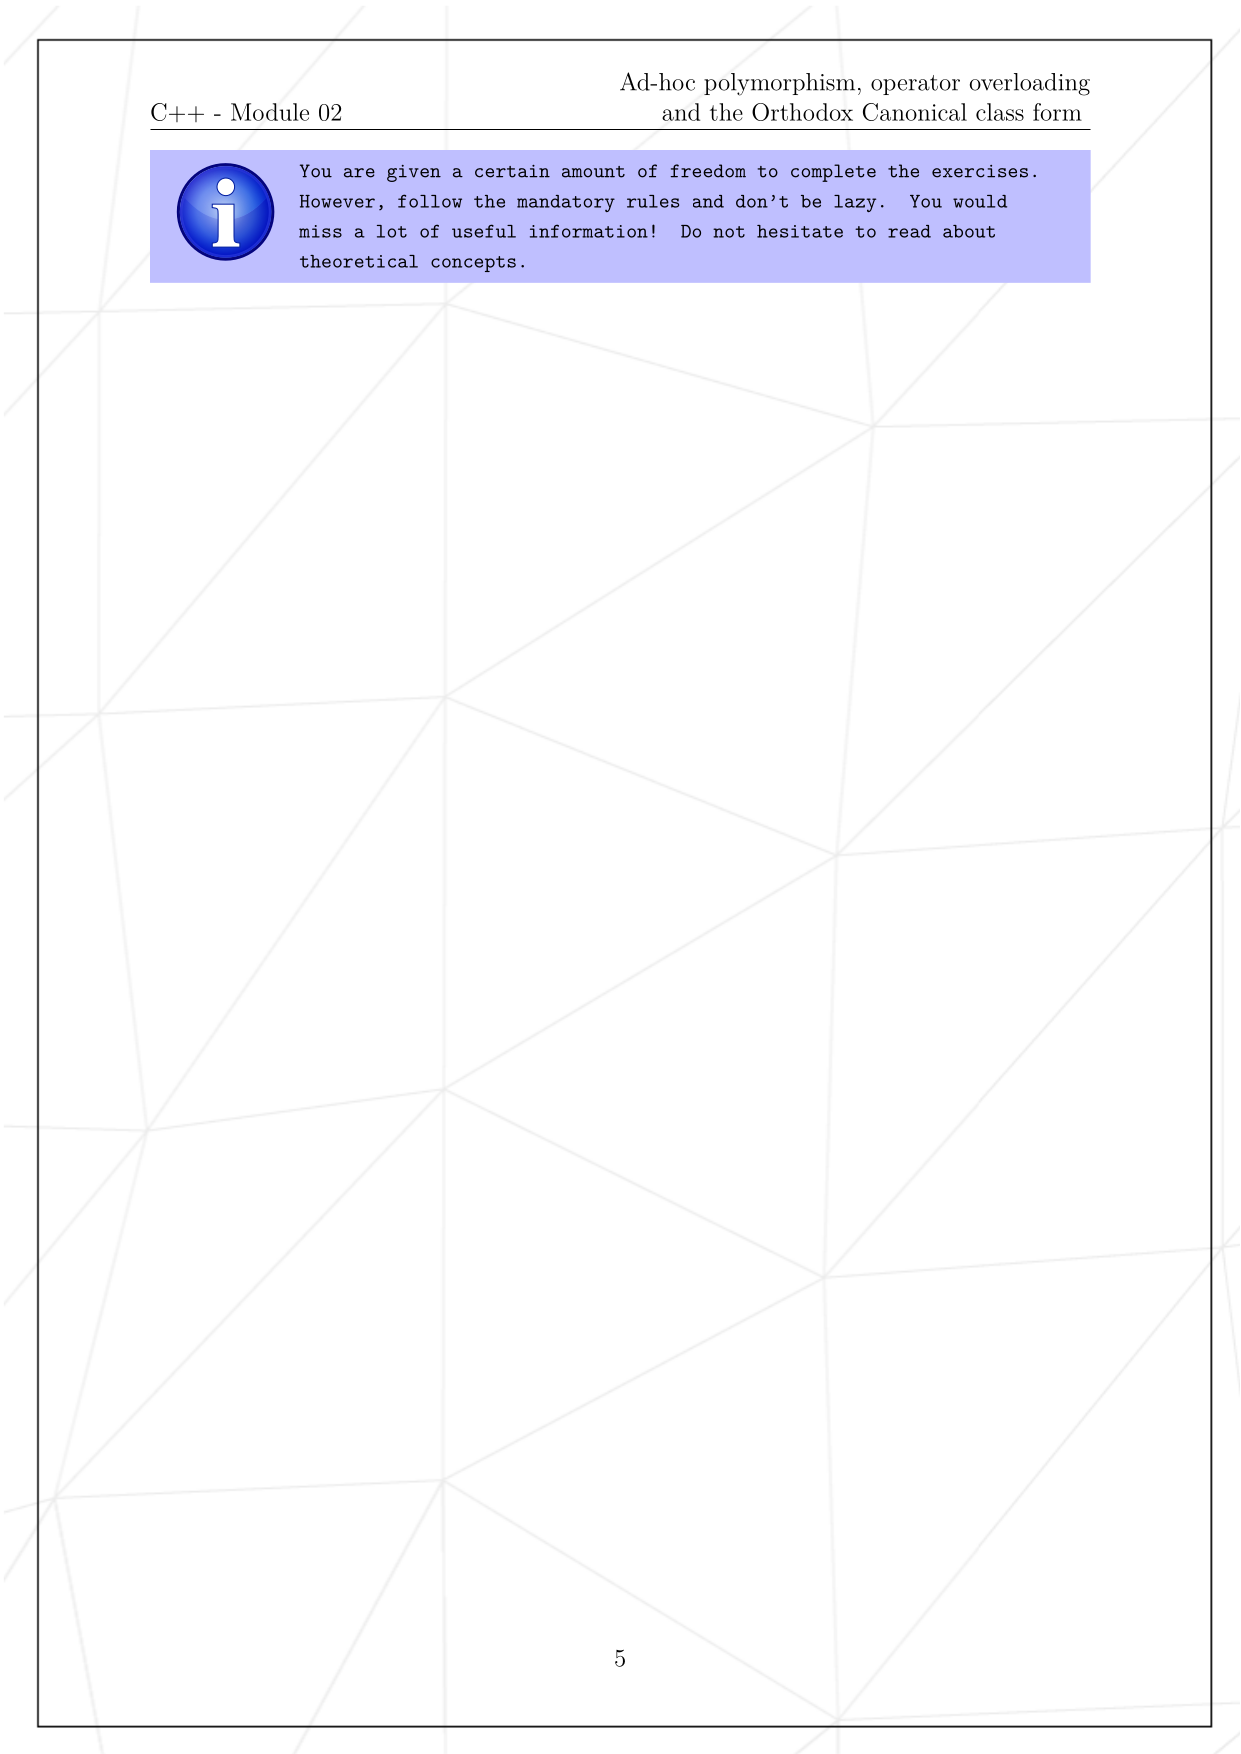 C++ - Module 02
Ad-hoc polymorphism, operator overloading
and the Orthodox Canonical class form
You are given a certain amount of freedom to complete the exercises.
However, follow the mandatory rules and don't be lazy. You would
miss a lot of useful information! Do not hesitate to read about
theoretical concepts.
5